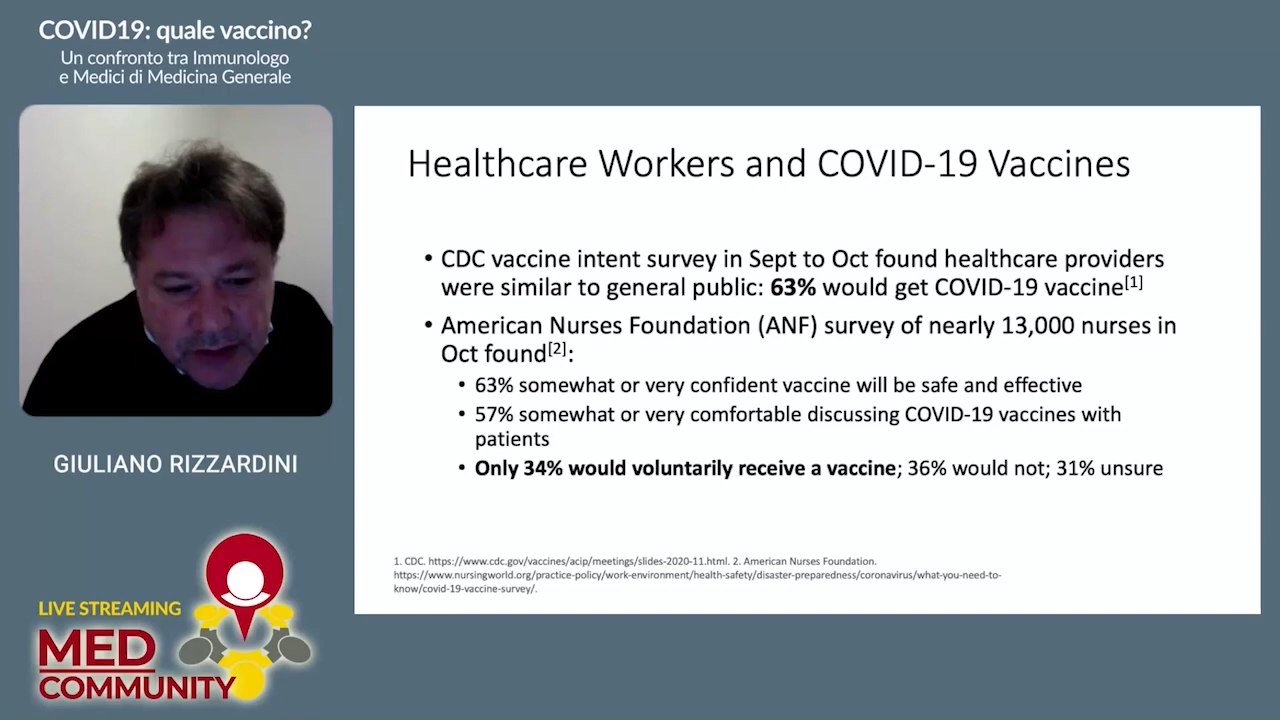 COVID19: quale vaccino?
Un confronto tra Immunologo
e Medici di Medicina Generale
Healthcare Workers and COVID-19 Vaccines
• CDC vaccine intent survey in Sept to Oct found healthcare providers
were similar to general public: 63% would get COVID-19 vaccine[1]
• American Nurses Foundation (ANF) survey of nearly 13,000 nurses in
Oct found[2]:
• 63% somewhat or very confident vaccine will be safe and effective
• 57% somewhat or very comfortable discussing COVID-19 vaccines with
patients
• Only 34% would voluntarily receive a vaccine; 36% would not; 31% unsure
1. CDC. https://www.cdc.gov/vaccines/acip/meetings/slides-2020-11.html. 2. American Nurses Foundation.
https://www.nursingworld.org/practice-policy/work-environment/health-safety/disaster-preparedness/coronavirus/what-you-need-to-
know/covid-19-vaccine-survey/.
GIULIANO RIZZARDINI
LIVE STREAMING
MED
COMMUNITY